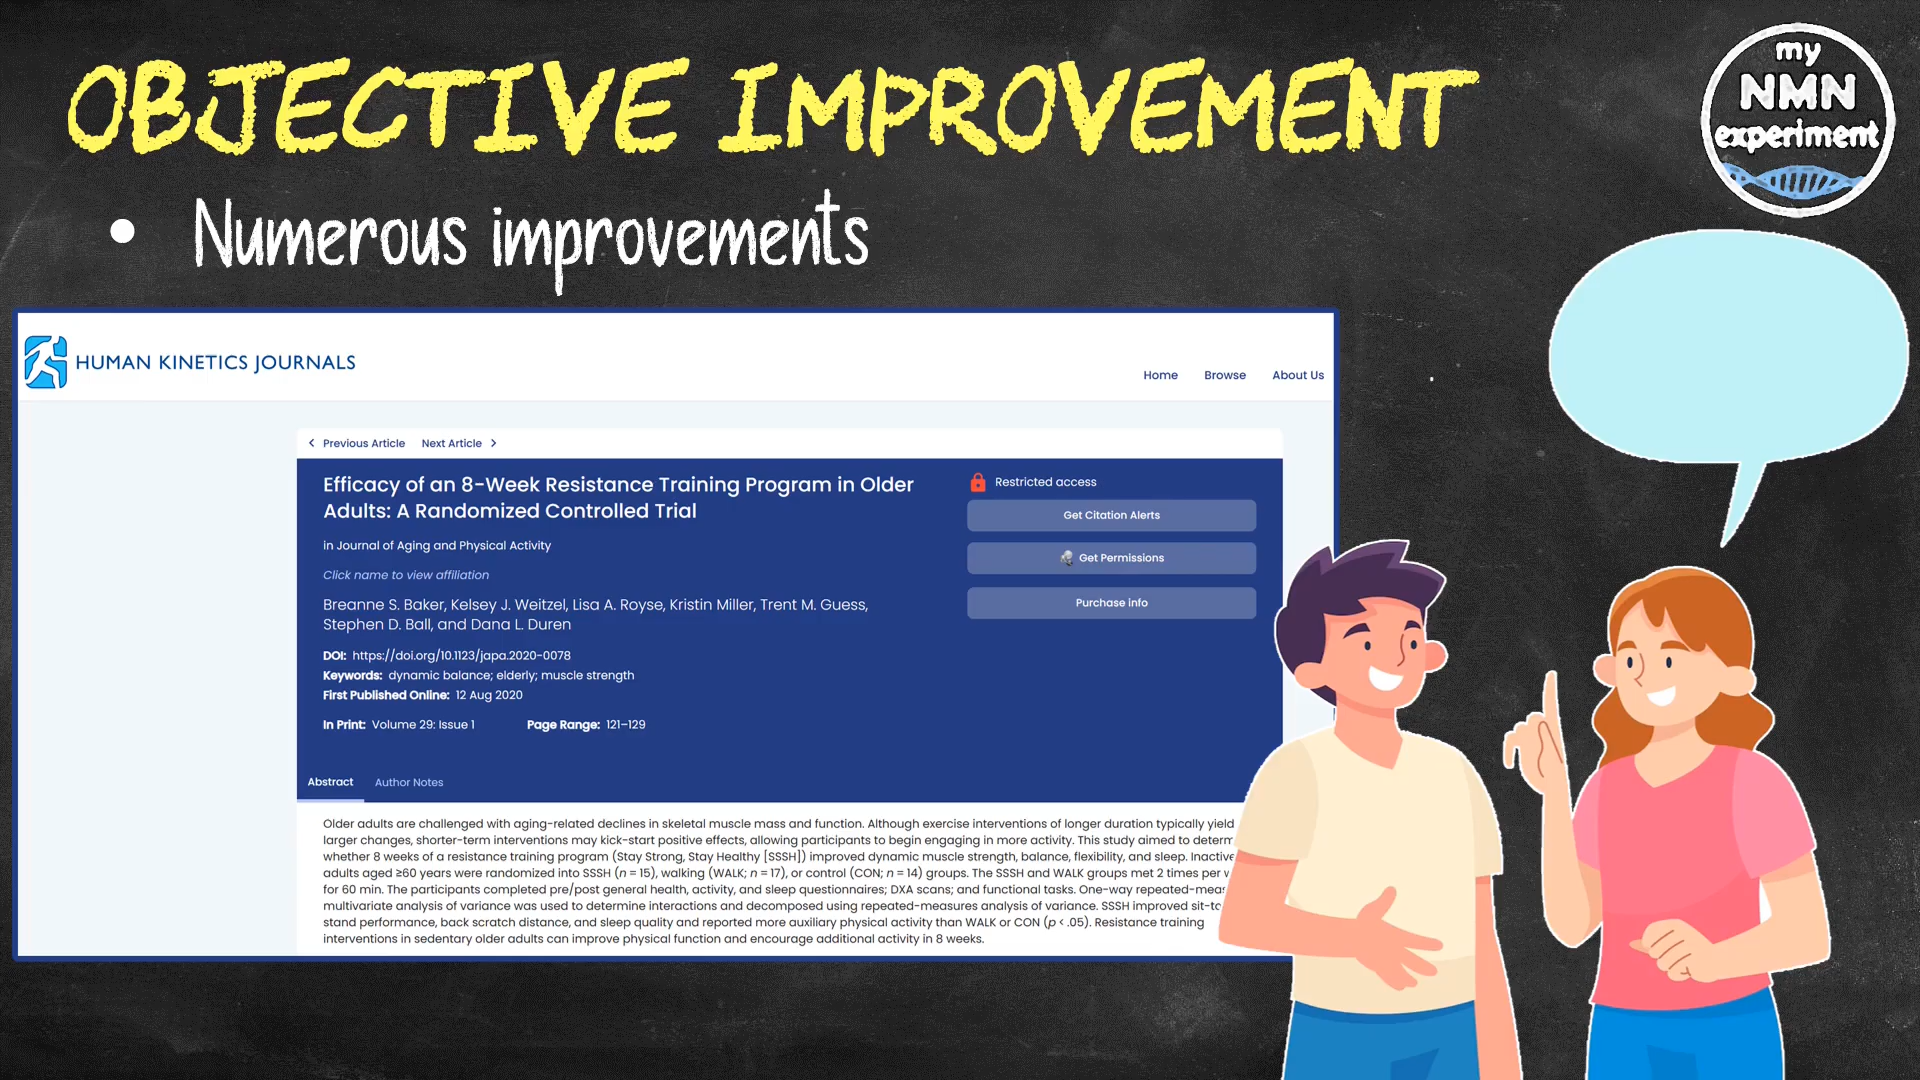 OBJECTIVE IMPROVEMENT
my
NMN
experiment
• Numerous improvements
HUMAN KINETICS JOURNALS
Home Browse About Us
Previous Article Next Article
Efficacy of an 8-Week Resistance Training Program in Older
Adults: A Randomized Controlled Trial
Restricted access
Get Citation Alerts
in Journal of Aging and Physical Activity
Get Permissions
Click name to view affiliation
Breanne S. Baker, Kelsey J. Weitzel, Lisa A. Royse, Kristin Miller, Trent M. Guess,
Stephen D. Ball, and Dana L. Duren
Purchase info
DOI: https://doi.org/10.1123/japa.2020-0078
Keywords: dynamic balance; elderly; muscle strength
First Published Online: 12 Aug 2020
In Print: Volume 29: Issue 1 Page Range: 121–129
Abstract Author Notes
Older adults are challenged with aging-related declines in skeletal muscle mass and function. Although exercise interventions of longer duration typically yield
larger changes, shorter-term interventions may kick-start positive effects, allowing participants to begin engaging in more activity. This study aimed to
whether 8 weeks of a resistance training program (Stay Strong, Stay Healthy [SSSH]) improved dynamic muscle strength, balance, flexibility, and sleep. Inactive
adults aged ≥60 years were randomized into SSSH (n = 15), walking (WALK; n = 17), or control (CON; n = 14) groups. The SSSH and WALK groups met 2 times per
for 60 min. The participants completed pre/post general health, activity, and sleep questionnaires; DXA scans; and functional tasks. One-way
multivariate analysis of variance was used to determine interactions and decomposed using repeated-measures analysis of variance. SSSH improved
stand performance, back scratch distance, and sleep quality and reported more auxiliary physical activity than WALK or CON (p < .05). Resistance training
interventions in sedentary older adults can improve physical function and encourage additional activity in 8 weeks.